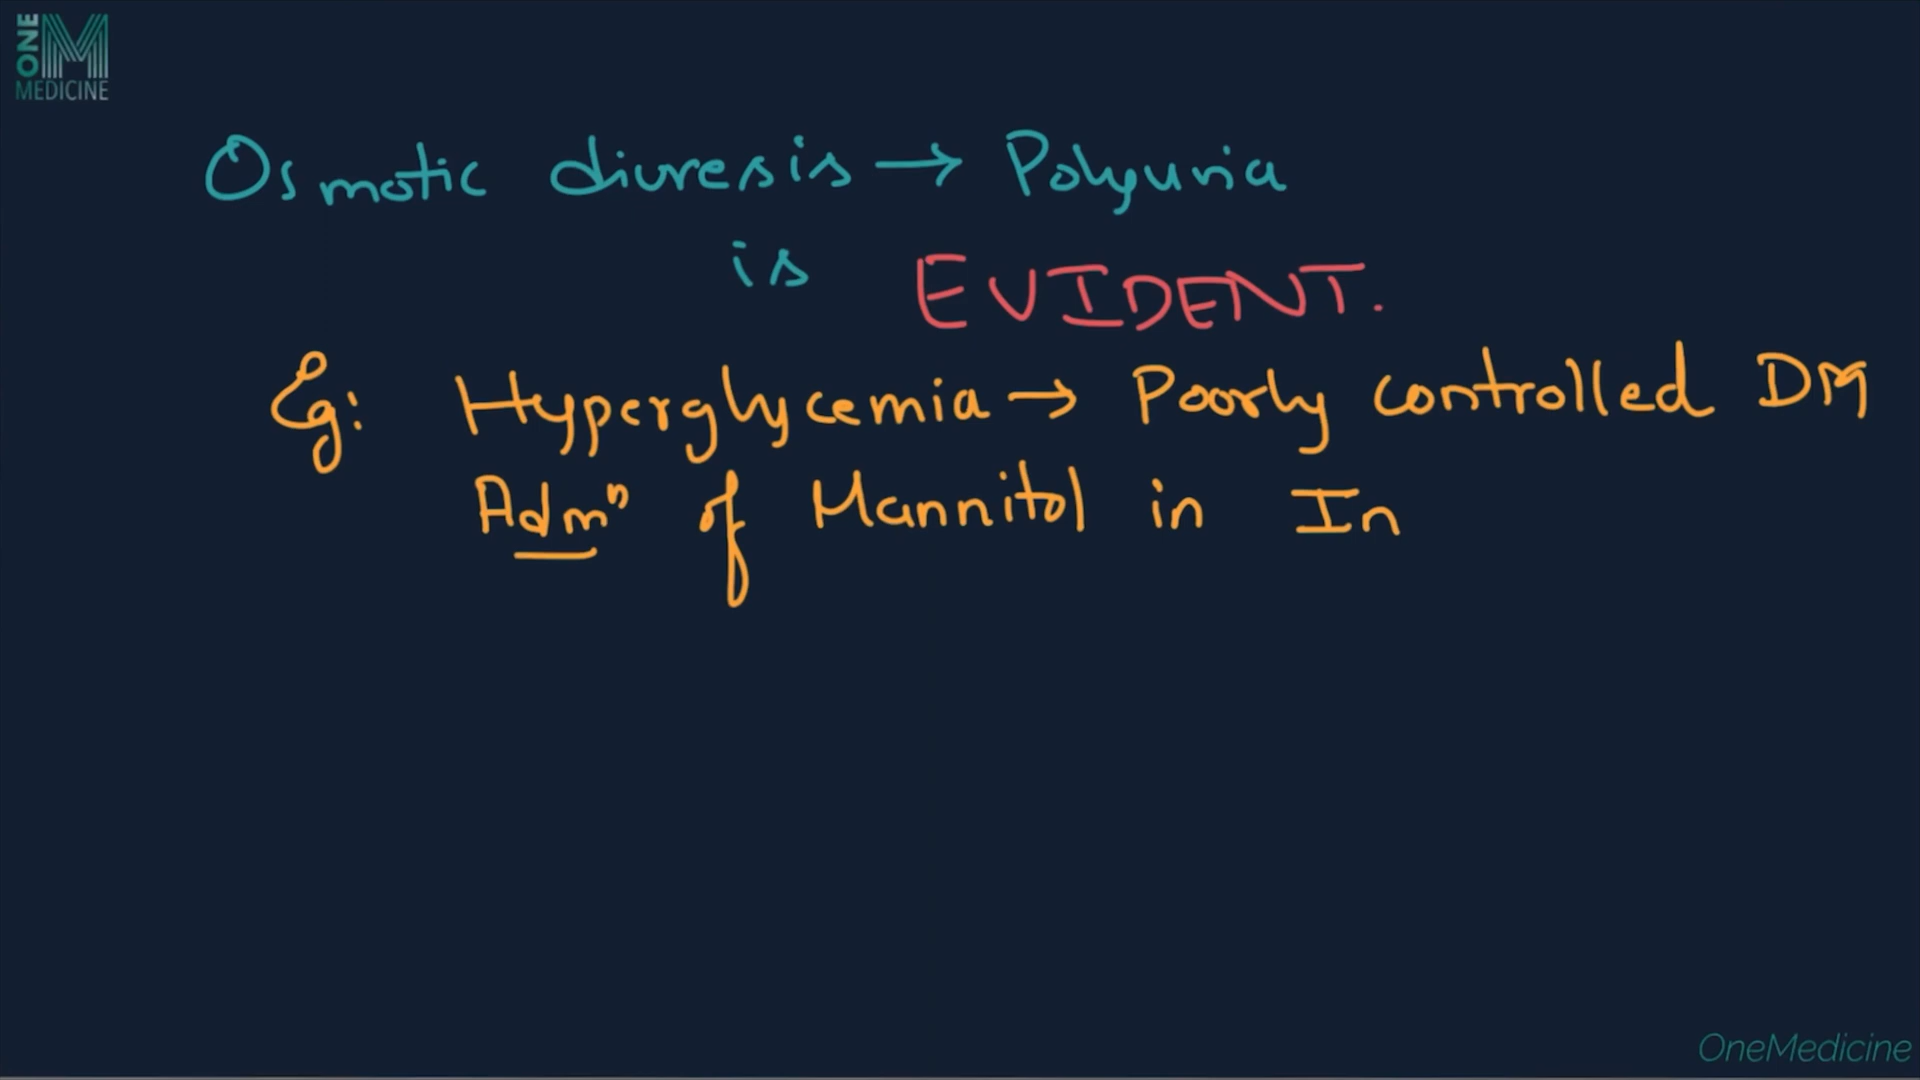 ONE
MEDICINE
Osmotic diuresis → Polyuria
is EVIDENT.
Eg: Hyperglycemia → Poorly controlled DM
Admⁿ of Mannitol in In
OneMedicine